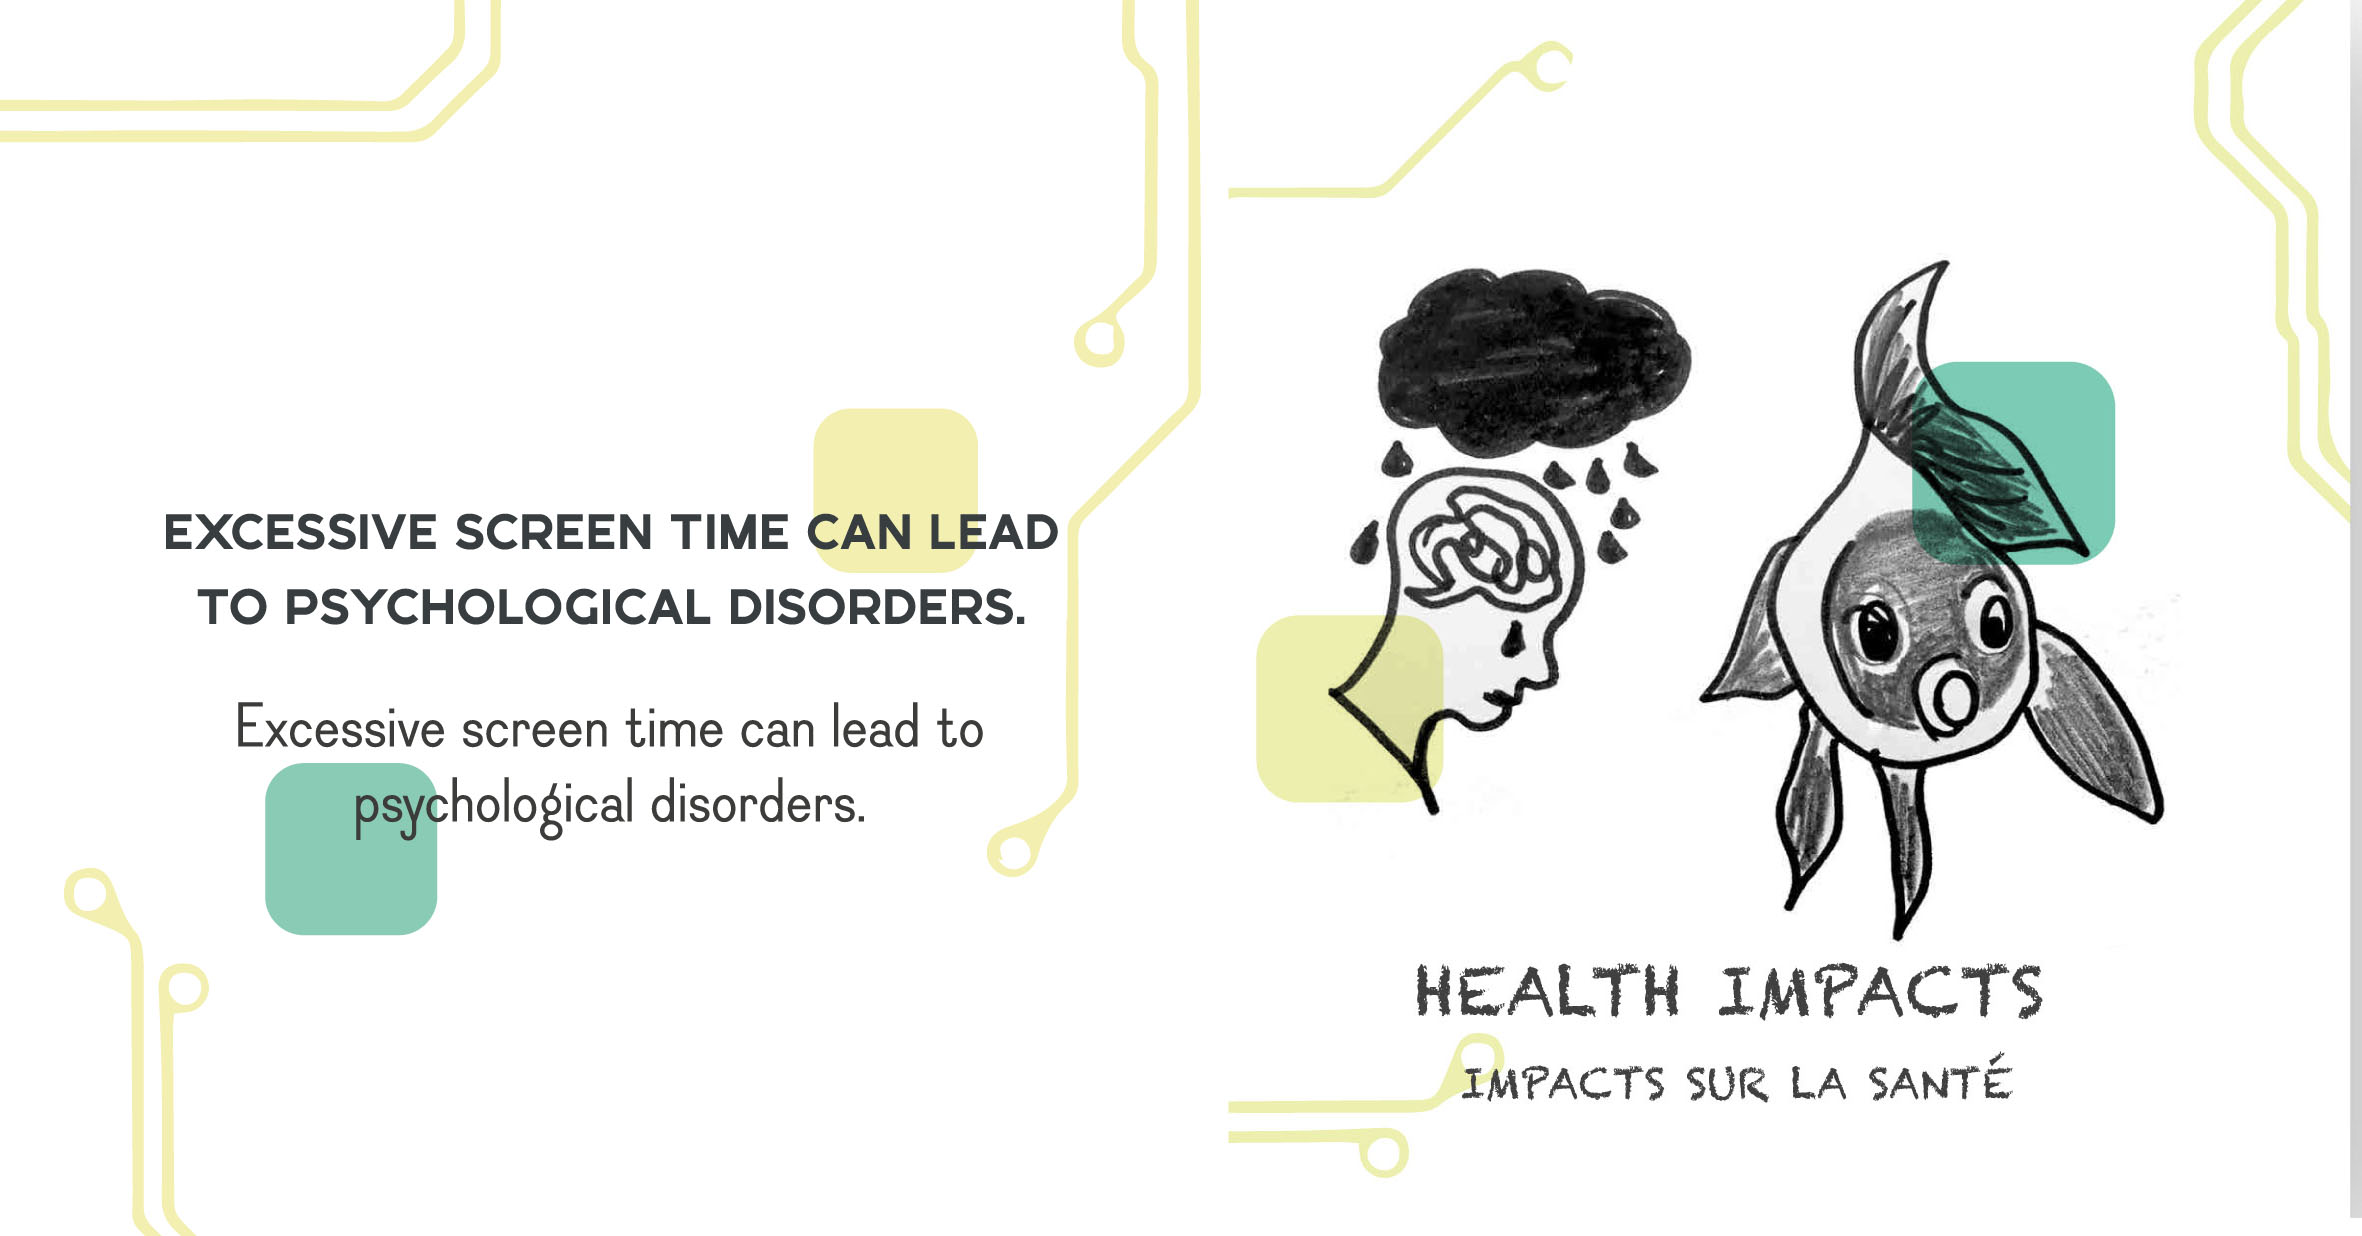 EXCESSIVE SCREEN TIME CAN LEAD
TO PSYCHOLOGICAL DISORDERS.
Excessive screen time can lead to
psychological disorders.
HEALTH IMPACTS
IMPACTS SUR LA SANTÉ